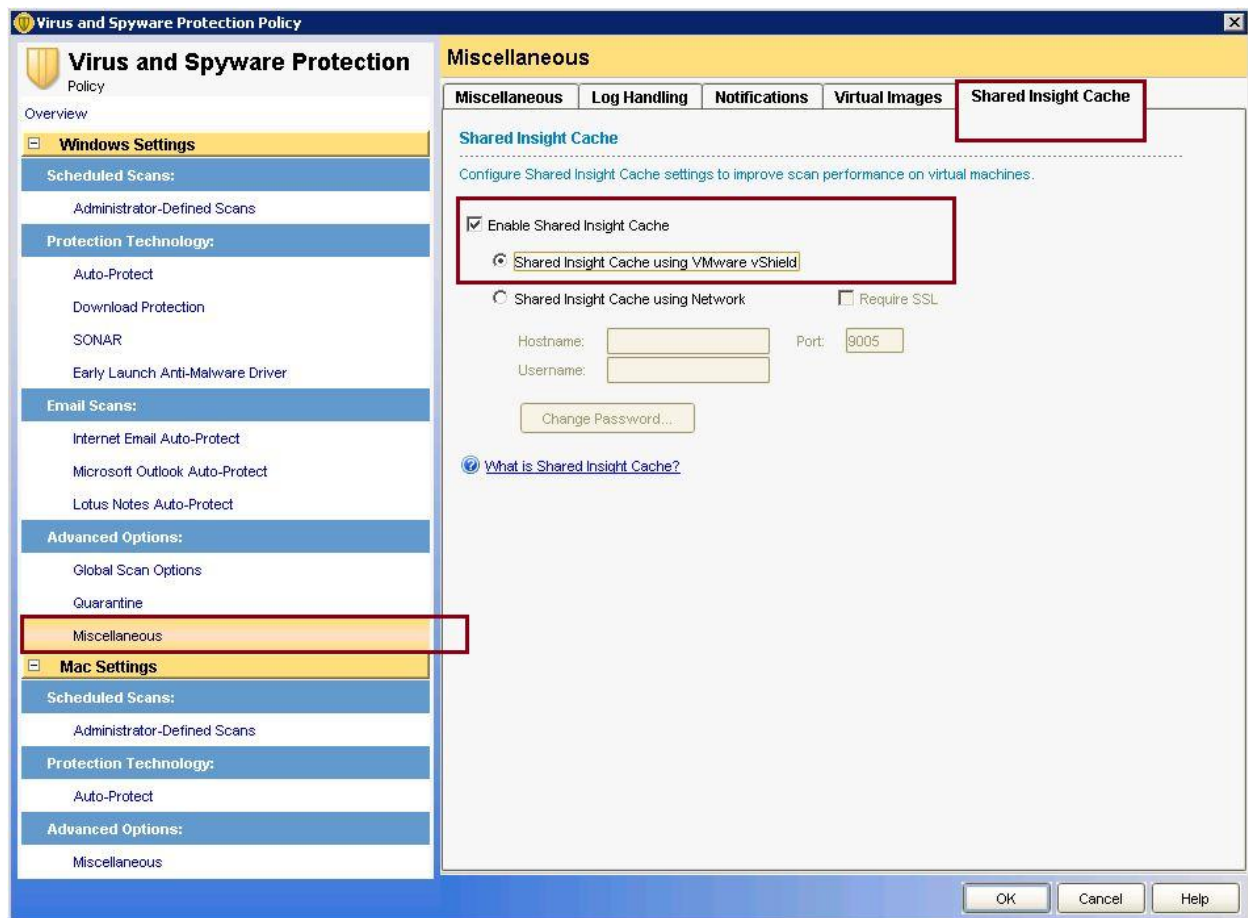 Virus and Spyware Protection Policy
Virus and Spyware Protection
Policy
Overview
Windows Settings
Scheduled Scans:
Administrator-Defined Scans
Protection Technology:
Auto-Protect
Download Protection
SONAR
Early Launch Anti-Malware Driver
Email Scans:
Internet Email Auto-Protect
Microsoft Outlook Auto-Protect
Lotus Notes Auto-Protect
Advanced Options:
Global Scan Options
Quarantine
Miscellaneous
Mac Settings
Scheduled Scans:
Administrator-Defined Scans
Protection Technology:
Auto-Protect
Advanced Options:
Miscellaneous
Miscellaneous
Miscellaneous Log Handling Notifications Virtual Images Shared Insight Cache
Shared Insight Cache
Configure Shared Insight Cache settings to improve scan performance on virtual machines.
Enable Shared Insight Cache
Shared Insight Cache using VMware vShield
Shared Insight Cache using Network Require SSL
Hostname: Port: 9005
Username:
Change Password...
What is Shared Insight Cache?
OK Cancel Help